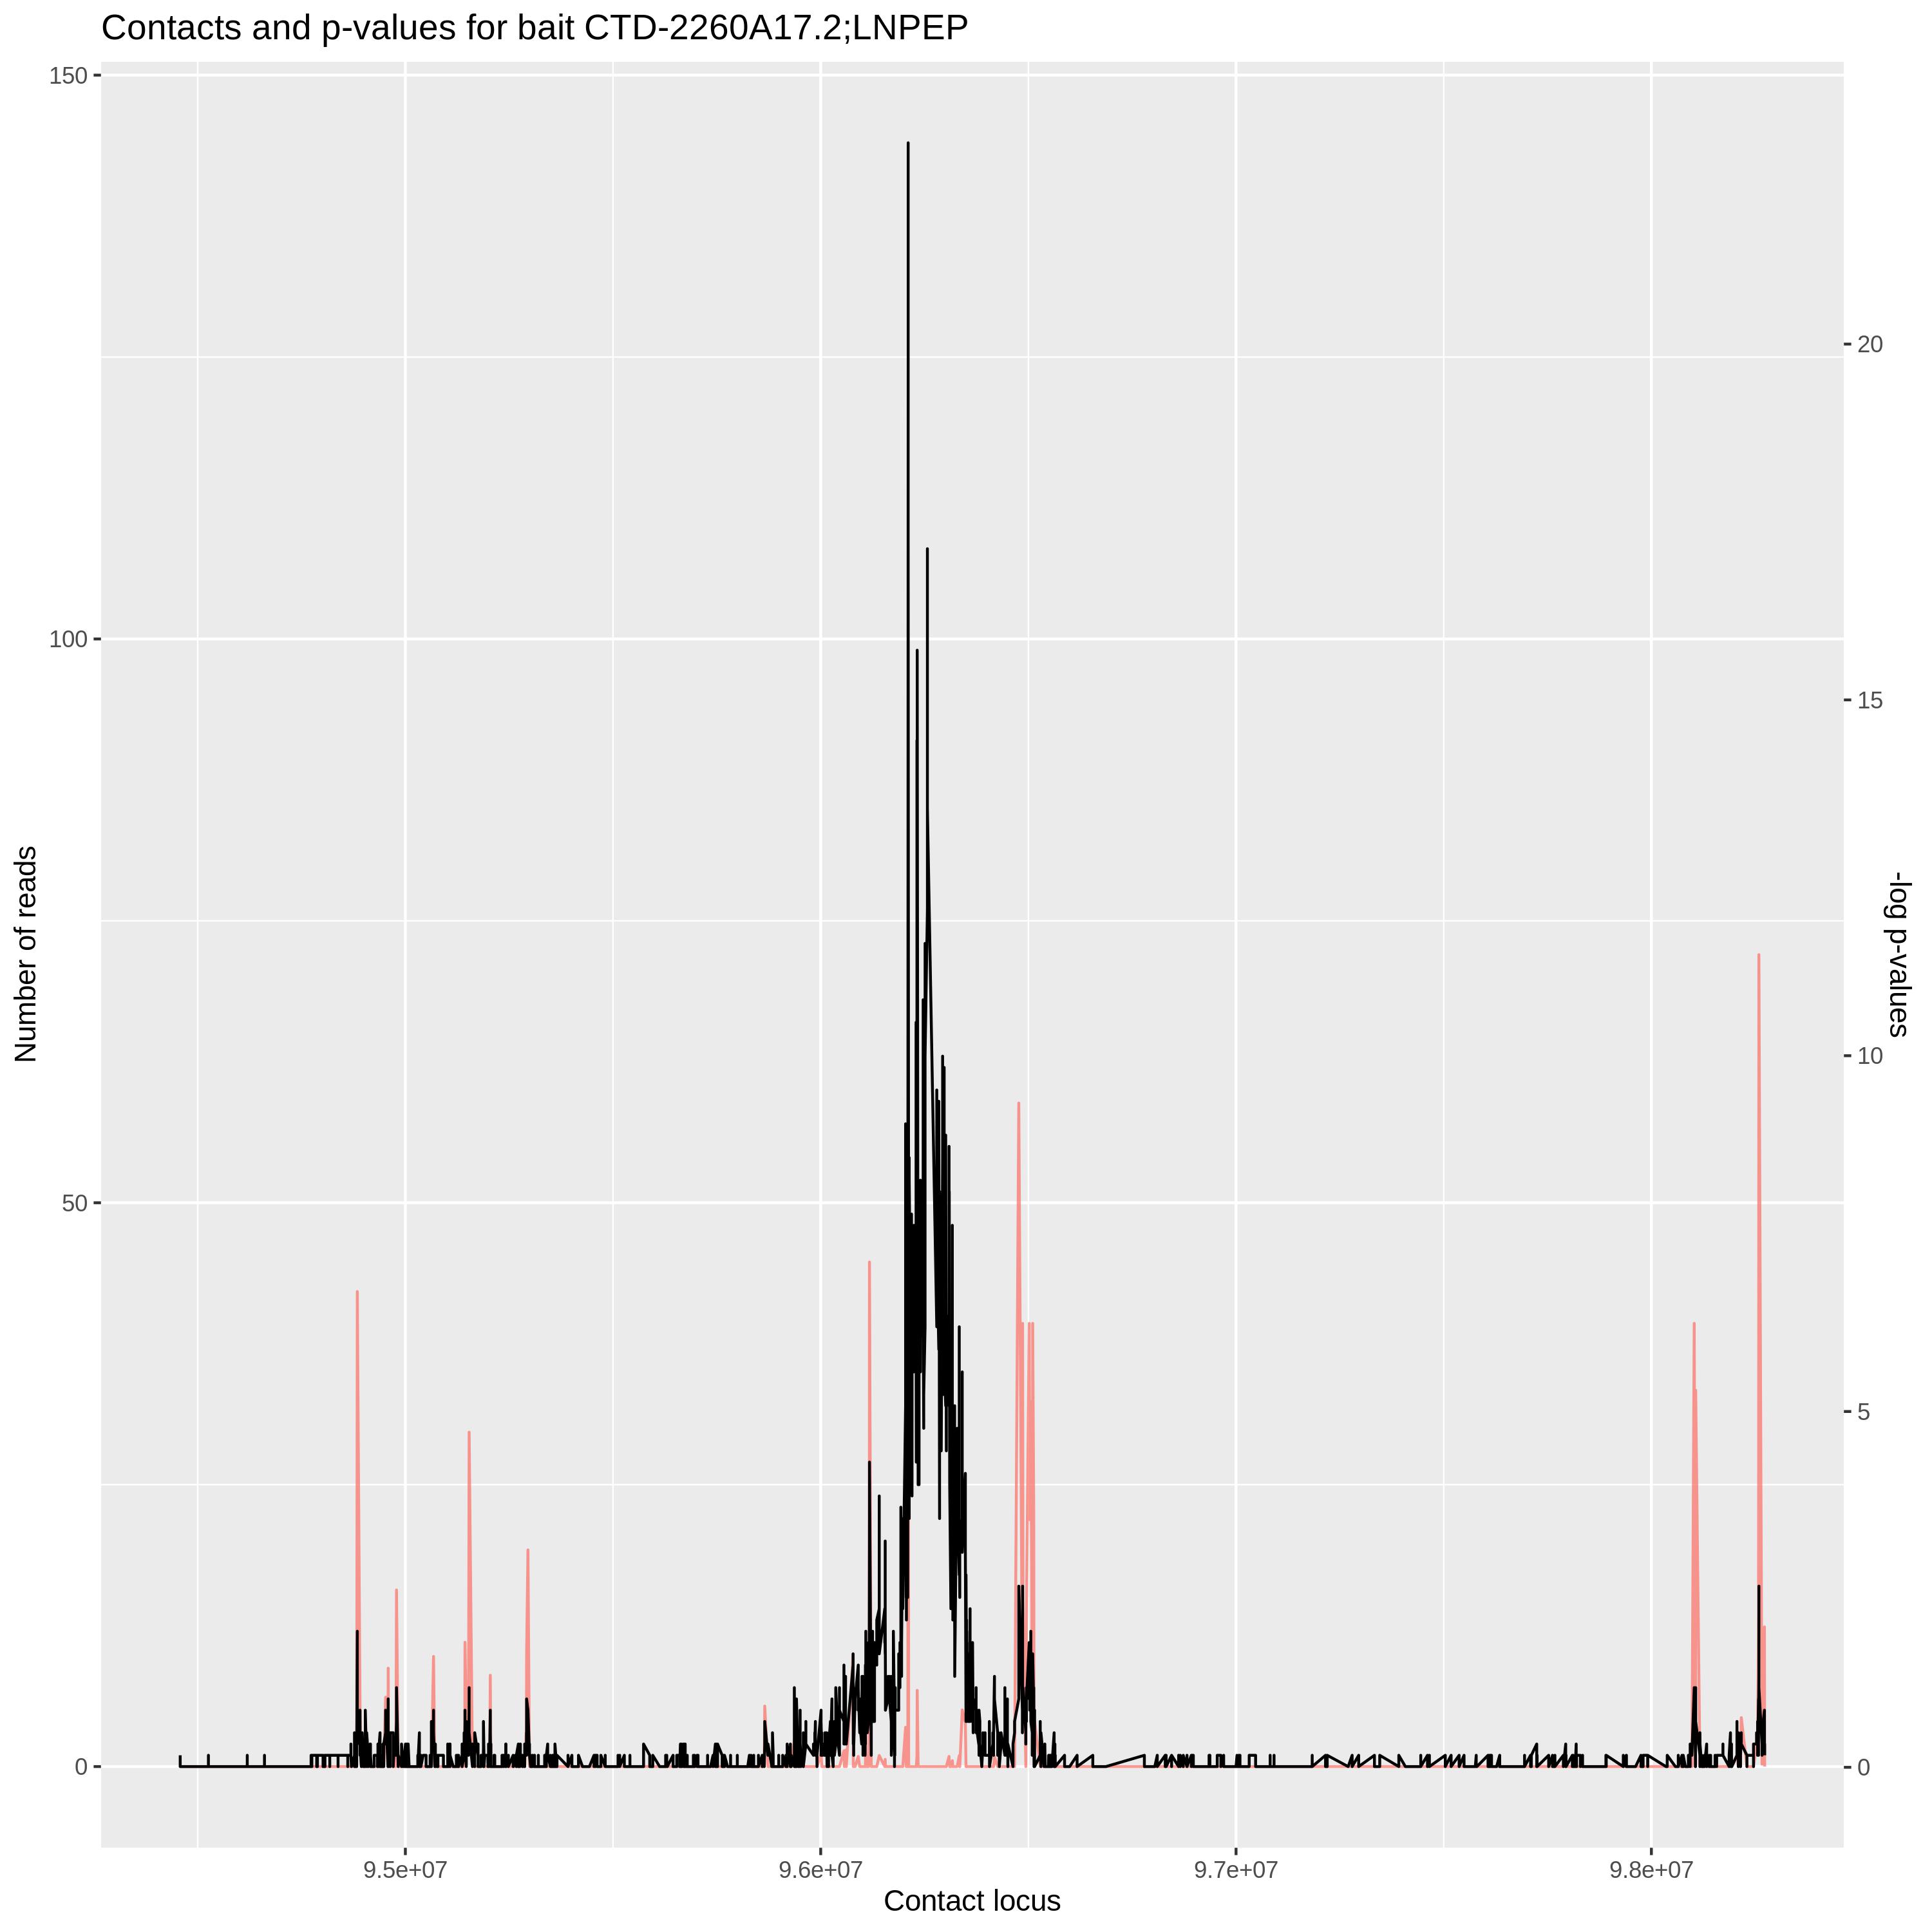 Contacts and p-values for bait CTD-2260A17.2;LNPEP
150
100
50
0
Number of reads
20
15
10
5
0
-log p-values
9.5e+07 9.6e+07 9.7e+07 9.8e+07
Contact locus